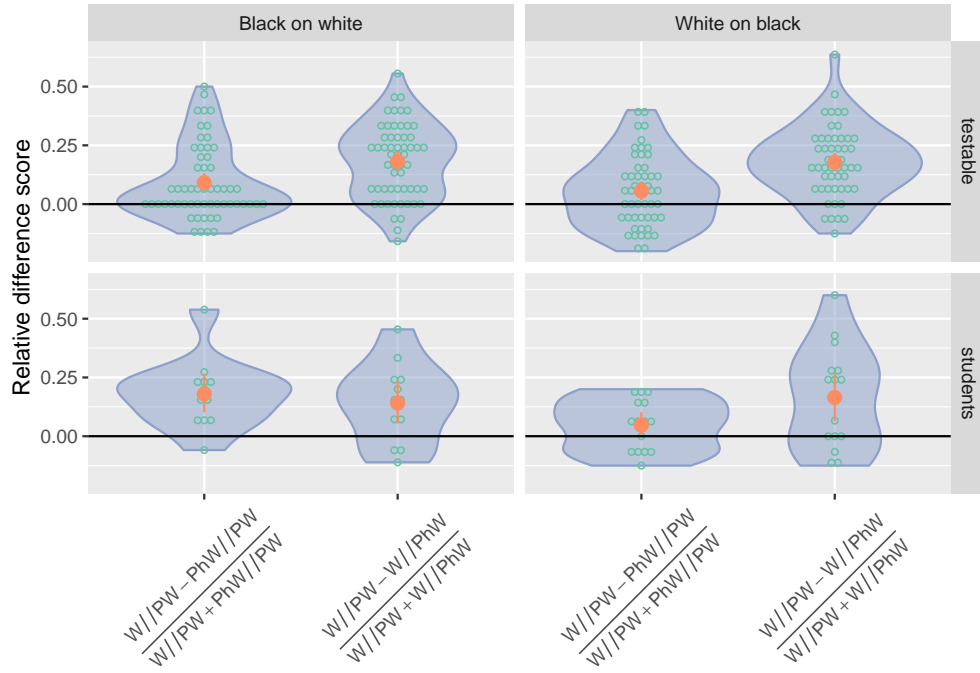 Black on white
White on black
Relative difference score
0.50
0.25
0.00
testable
0.50
0.25
0.00
students
W//PW − PhW//PW
W//PW + PhW//PW
W//PW − W//PhW
W//PW + W//PhW
W//PW − PhW//PW
W//PW + PhW//PW
W//PW − W//PhW
W//PW + W//PhW